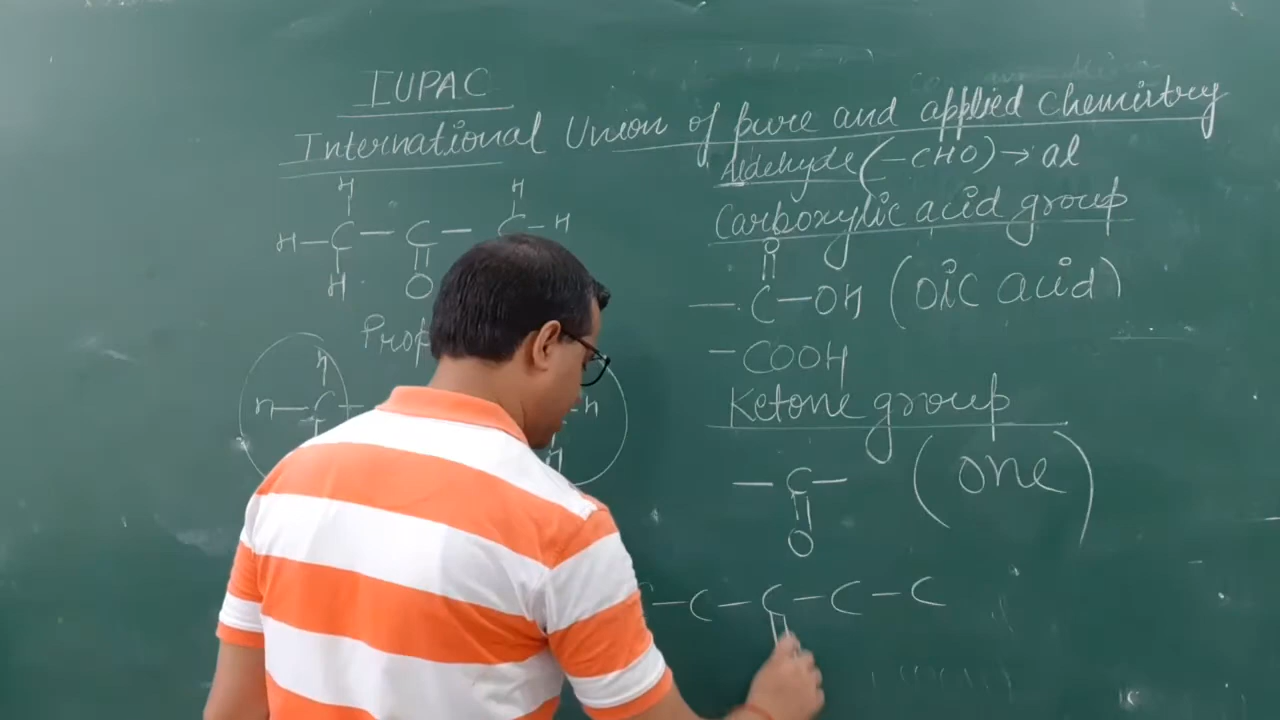 IUPAC
International Union of pure and applied chemistry
Aldehyde (-CHO) → al
Carboxylic acid group
H H
H - C - C - C - H
H O
O
- C - OH (oic acid)
Prop
-COOH
H
H - C - H
H
Ketone group
- C - (one)
O
- C - C - C - C